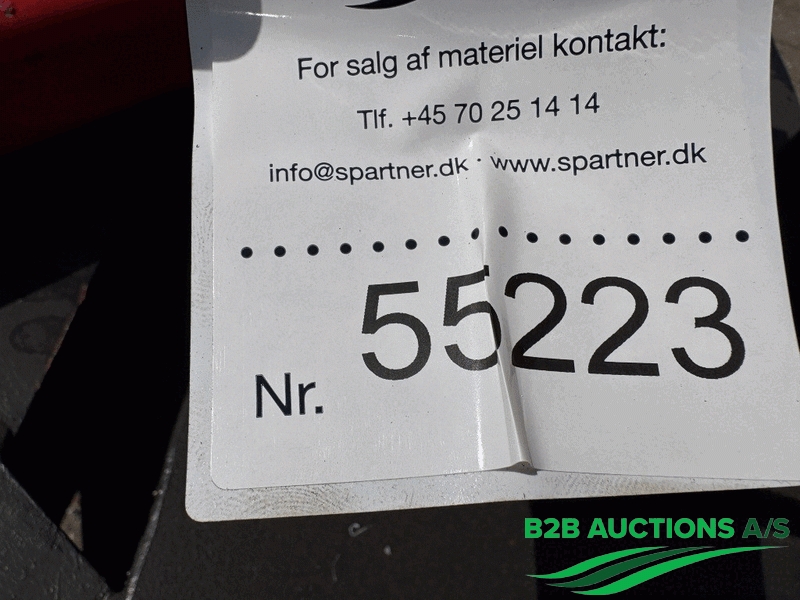 For salg af materiel kontakt:
Tlf. +45 70 25 14 14
info@spartner.dk · www.spartner.dk
Nr. 55223
B2B AUCTIONS A/S